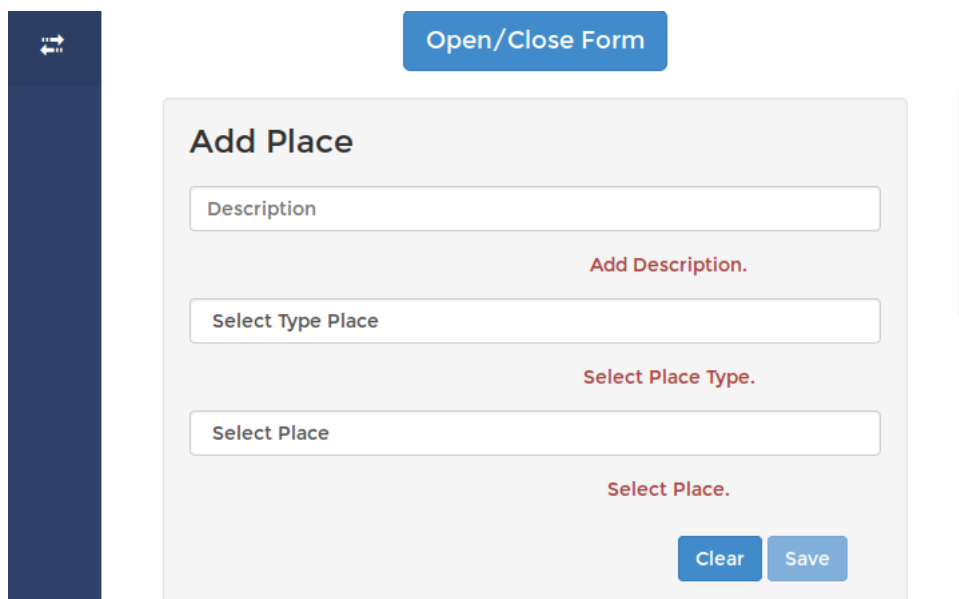 Open/Close Form
Add Place
Description
Add Description.
Select Type Place
Select Place Type.
Select Place
Select Place.
Clear Save